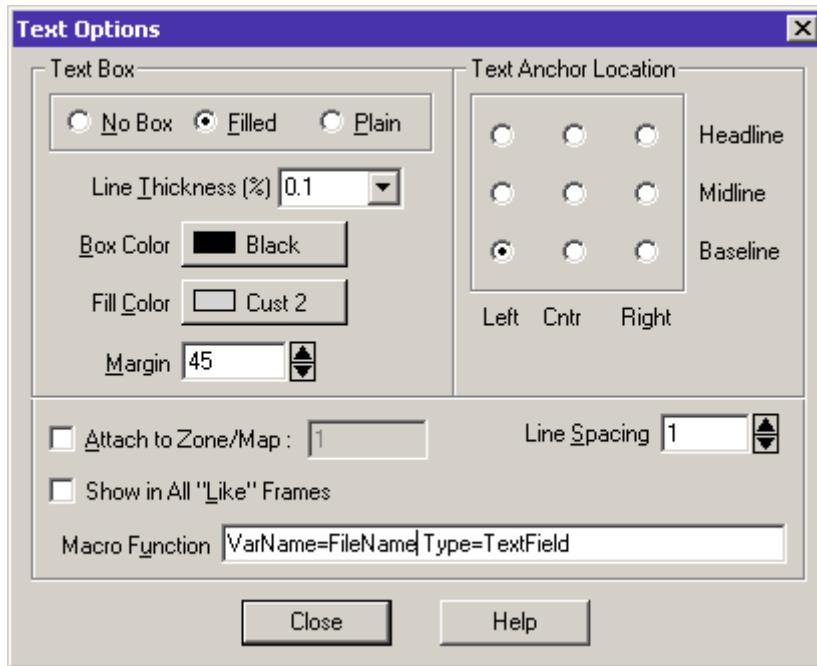 Text Options
Text Box
No Box Filled Plain
Line Thickness (%) 0.1
Box Color Black
Fill Color Cust 2
Margin 45
Text Anchor Location
Headline
Midline
Baseline
Left Cntr Right
Attach to Zone/Map : 1
Line Spacing 1
Show in All "Like" Frames
Macro Function VarName=FileName Type=TextField
Close Help